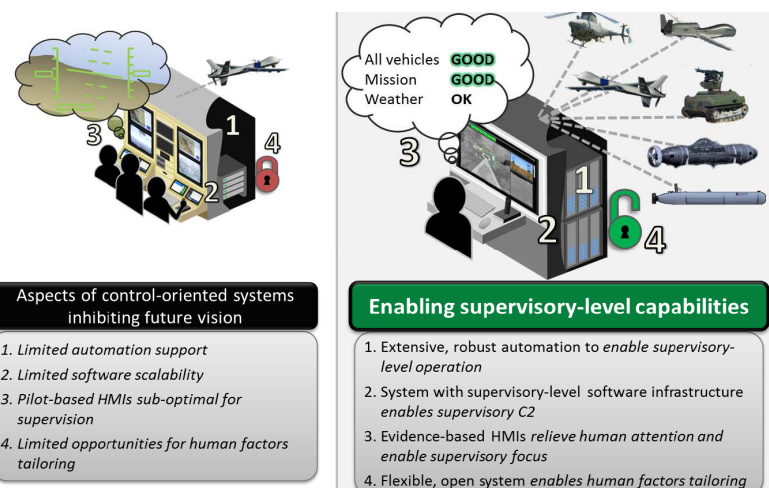 3
1
2
4
All vehicles GOOD
Mission GOOD
Weather OK
3
1
2
4
Aspects of control-oriented systems
inhibiting future vision
1. Limited automation support
2. Limited software scalability
3. Pilot-based HMIs sub-optimal for
supervision
4. Limited opportunities for human factors
tailoring
Enabling supervisory-level capabilities
1. Extensive, robust automation to enable supervisory-
level operation
2. System with supervisory-level software infrastructure
enables supervisory C2
3. Evidence-based HMIs relieve human attention and
enable supervisory focus
4. Flexible, open system enables human factors tailoring